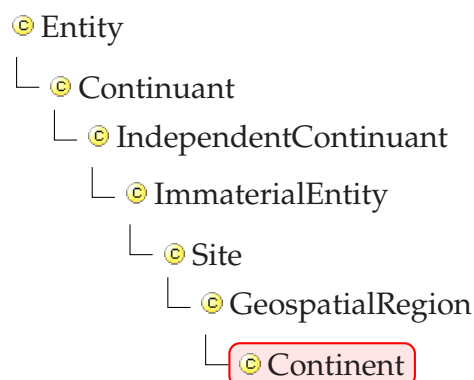 Entity
Continuant
IndependentContinuant
ImmaterialEntity
Site
GeospatialRegion
Continent